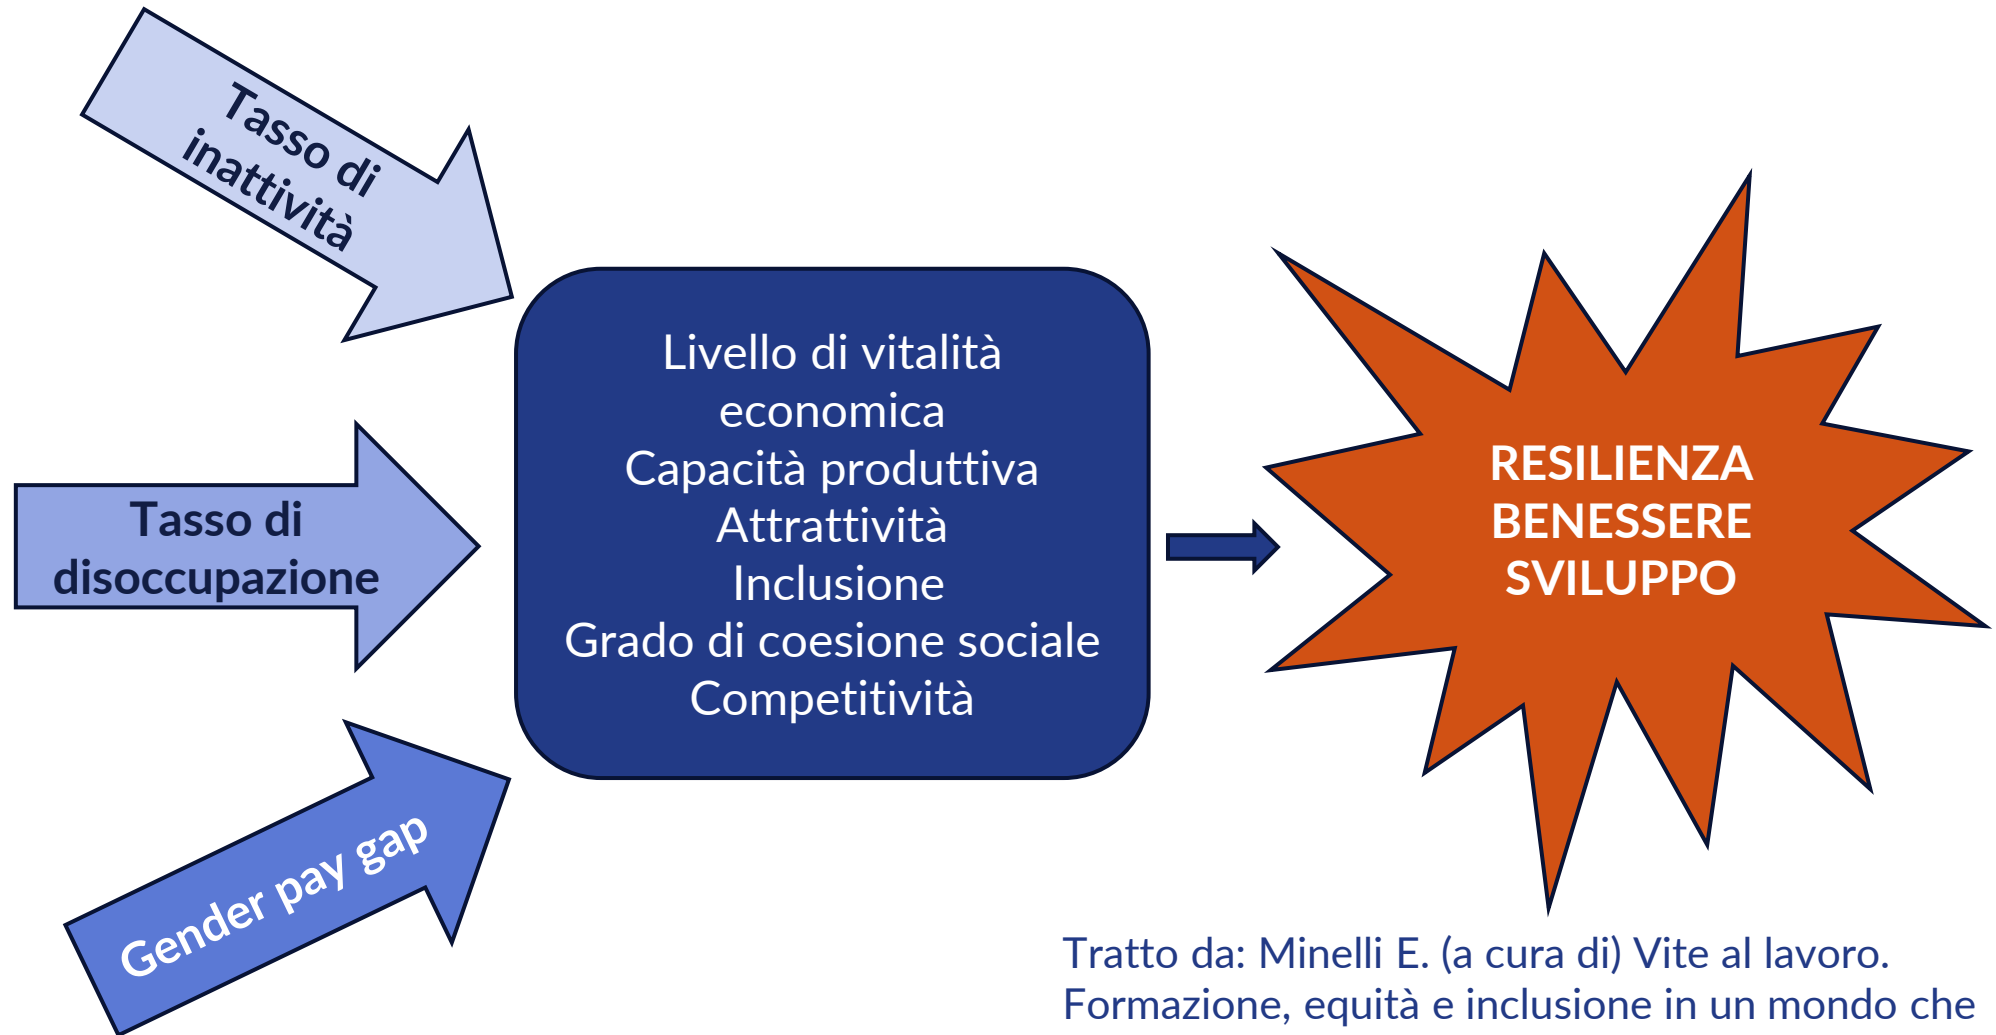 Tasso di
inattività
Tasso di
disoccupazione
Gender pay gap
Livello di vitalità
economica
Capacità produttiva
Attrattività
Inclusione
Grado di coesione sociale
Competitività
RESILIENZA
BENESSERE
SVILUPPO
Tratto da: Minelli E. (a cura di) Vite al lavoro.
Formazione, equità e inclusione in un mondo che